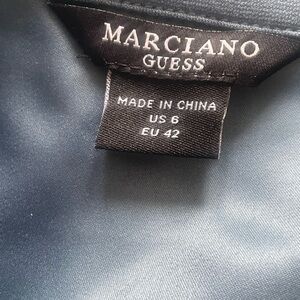 MARCIANO
GUESS
MADE IN CHINA
US 6
EU 42